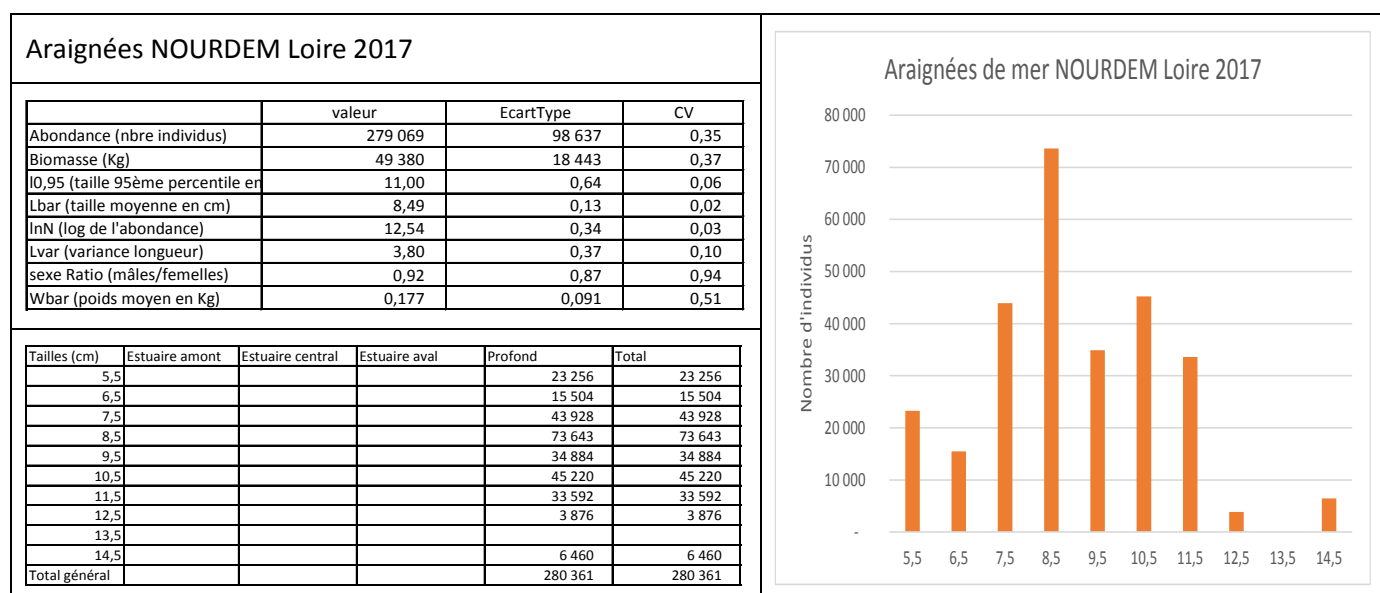 Araignées NOURDEM Loire 2017
valeur EcartType CV
Abondance (nbre individus) 279 069 98 637 0,35
Biomasse (Kg) 49 380 18 443 0,37
l0,95 (taille 95ème percentile en 11,00 0,64 0,06
Lbar (taille moyenne en cm) 8,49 0,13 0,02
lnN (log de l'abondance) 12,54 0,34 0,03
Lvar (variance longueur) 3,80 0,37 0,10
sexe Ratio (mâles/femelles) 0,92 0,87 0,94
Wbar (poids moyen en Kg) 0,177 0,091 0,51
Tailles (cm) Estuaire amont Estuaire central Estuaire aval Profond Total
5,5 23 256 23 256
6,5 15 504 15 504
7,5 43 928 43 928
8,5 73 643 73 643
9,5 34 884 34 884
10,5 45 220 45 220
11,5 33 592 33 592
12,5 3 876 3 876
13,5
14,5 6 460 6 460
Total général 280 361 280 361
Araignées de mer NOURDEM Loire 2017
Nombre d'individus
80 000
70 000
60 000
50 000
40 000
30 000
20 000
10 000
-
5,5 6,5 7,5 8,5 9,5 10,5 11,5 12,5 13,5 14,5